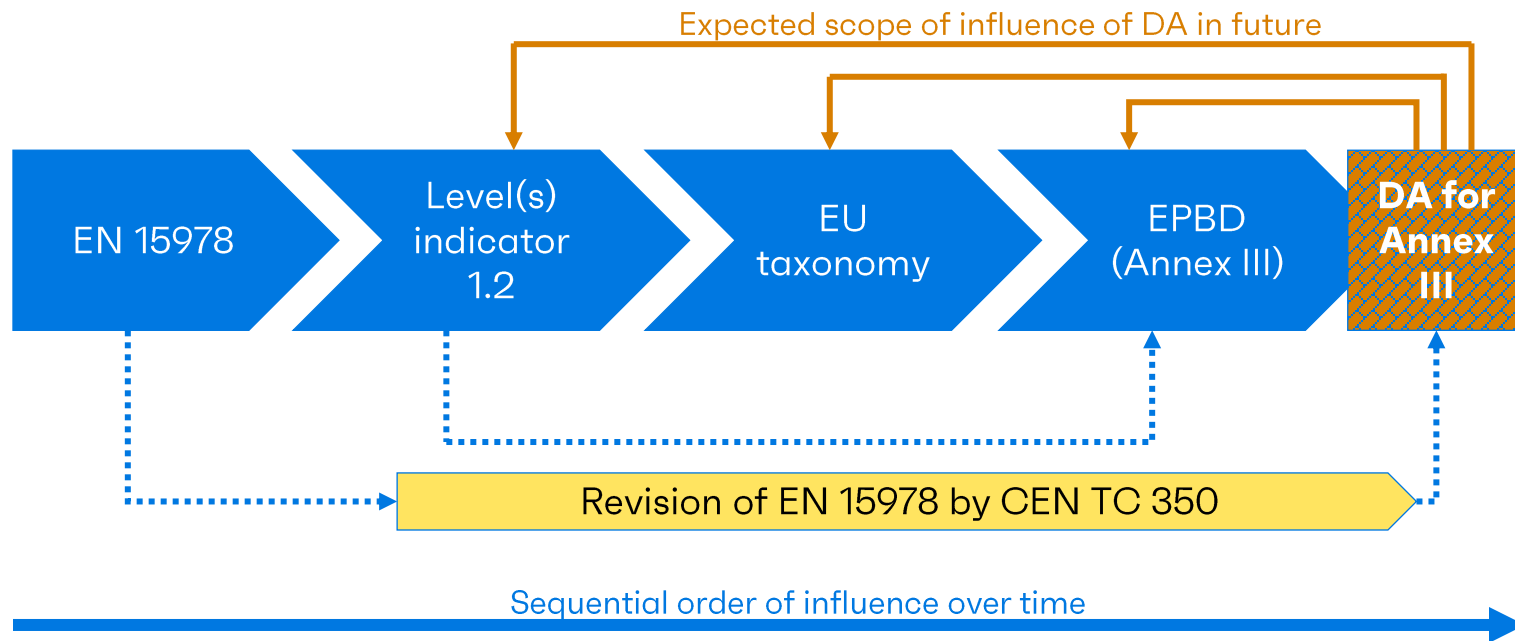 Expected scope of influence of DA in future
EN 15978
Level(s)
indicator
1.2
EU
taxonomy
EPBD
(Annex III)
DA for
Annex
III
Revision of EN 15978 by CEN TC 350
Sequential order of influence over time